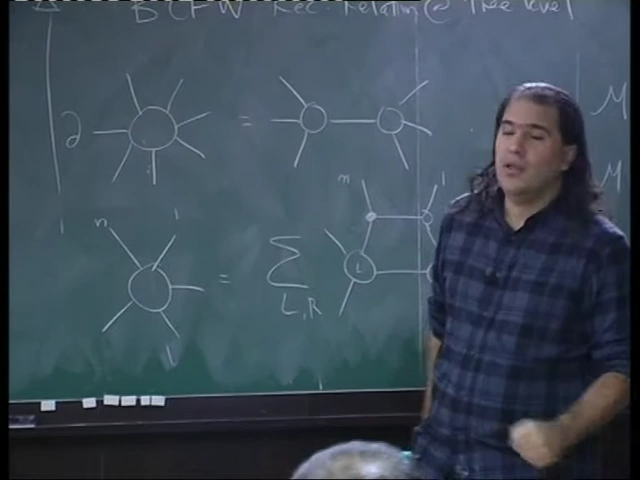 BCFW Rec. relation @ Tree level
∂ =
M
n 1
M
n 1 = Σ L
L,R